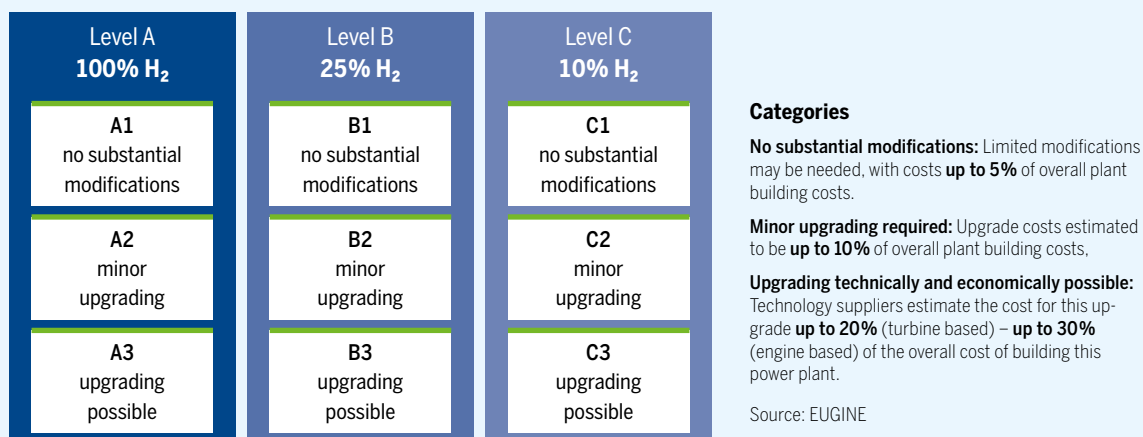 Level A
100% H₂
A1
no substantial
modifications
A2
minor
upgrading
A3
upgrading
possible
Level B
25% H₂
B1
no substantial
modifications
B2
minor
upgrading
B3
upgrading
possible
Level C
10% H₂
C1
no substantial
modifications
C2
minor
upgrading
C3
upgrading
possible
Categories
No substantial modifications: Limited modifications
may be needed, with costs up to 5% of overall plant
building costs.
Minor upgrading required: Upgrade costs estimated
to be up to 10% of overall plant building costs,
Upgrading technically and economically possible:
Technology suppliers estimate the cost for this up-
grade up to 20% (turbine based) – up to 30%
(engine based) of the overall cost of building this
power plant.
Source: EUGINE